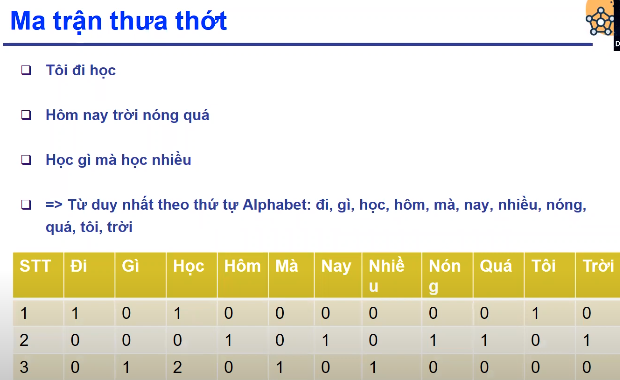 Ma trận thưa thớt
Tôi đi học
Hôm nay trời nóng quá
Học gì mà học nhiều
=> Từ duy nhất theo thứ tự Alphabet: đi, gì, học, hôm, mà, nay, nhiều, nóng,
quá, tôi, trời
STT Đi Gì Học Hôm Mà Nay Nhiề Nón Quá Tôi Trời
u g
1 1 0 1 0 0 0 0 0 0 1 0
2 0 0 0 1 0 1 0 1 1 0 1
3 0 1 2 0 1 0 1 0 0 0 0